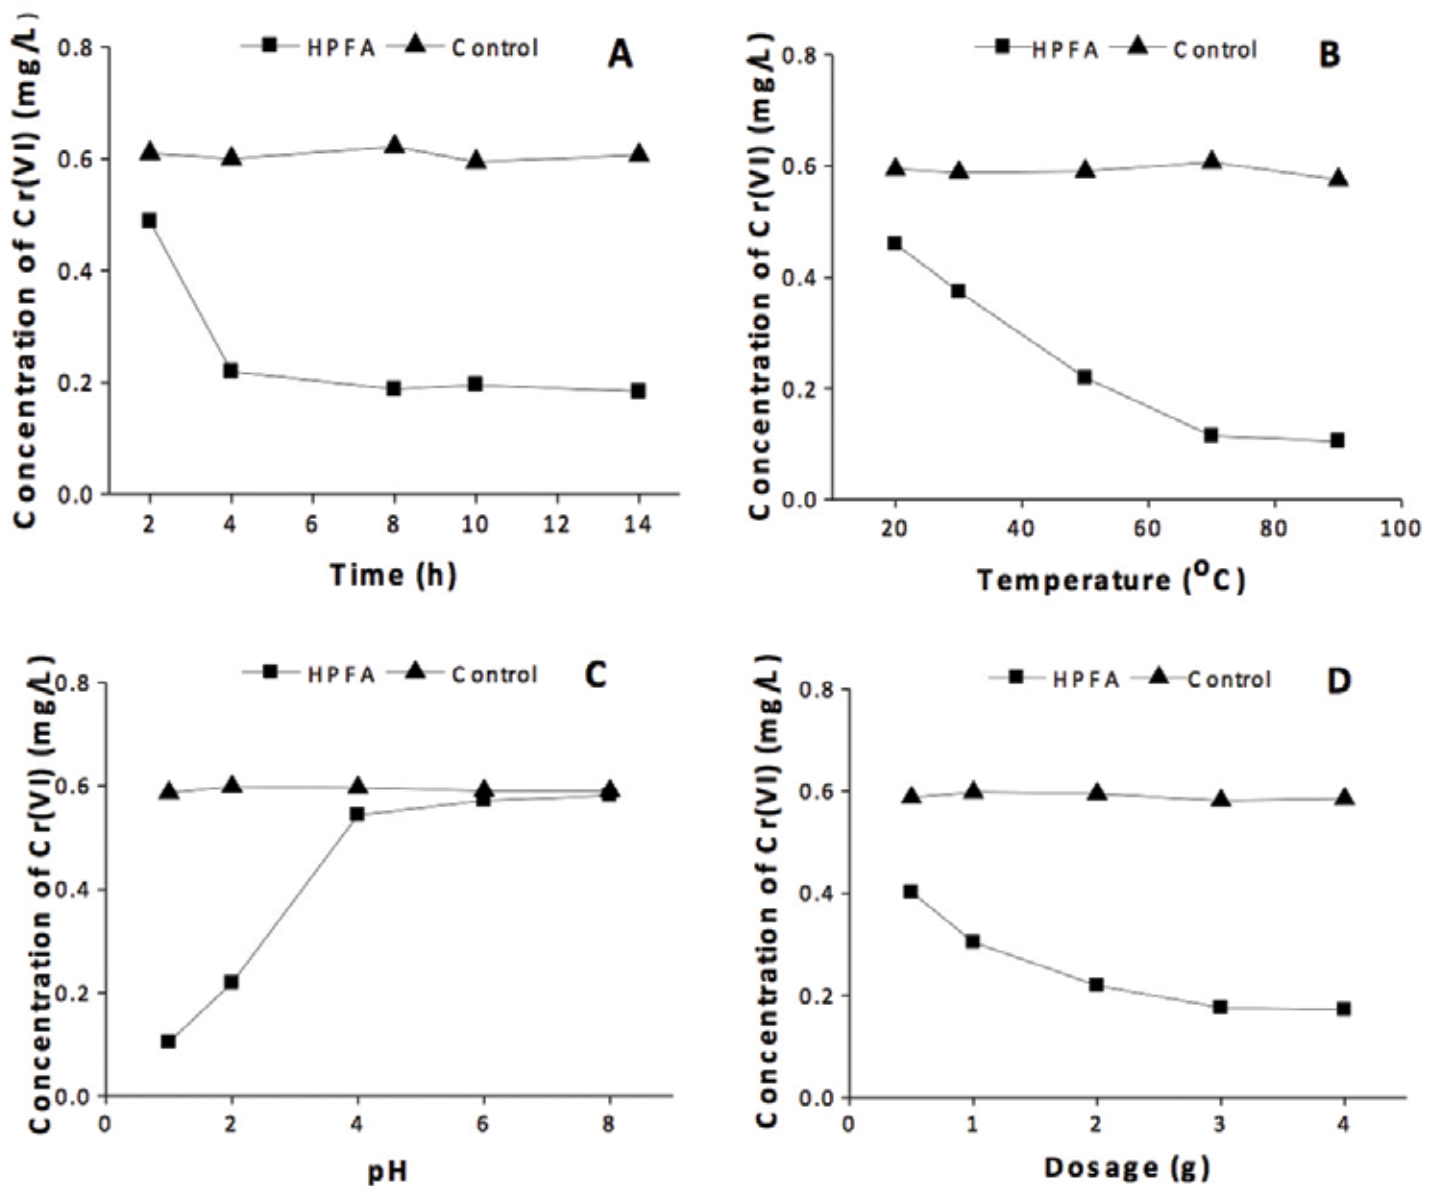 HPFA Control A
Concentration of Cr(VI) (mg/L)
0.8
0.6
0.4
0.2
0.0
2 4 6 8 10 12 14
Time (h)
HPFA Control B
Concentration of Cr(VI) (mg/L)
0.8
0.6
0.4
0.2
0.0
20 40 60 80 100
Temperature (°C)
HPFA Control C
Concentration of Cr(VI) (mg/L)
0.8
0.6
0.4
0.2
0.0
0 2 4 6 8
pH
HPFA Control D
Concentration of Cr(VI) (mg/L)
0.8
0.6
0.4
0.2
0.0
0 1 2 3 4
Dosage (g)